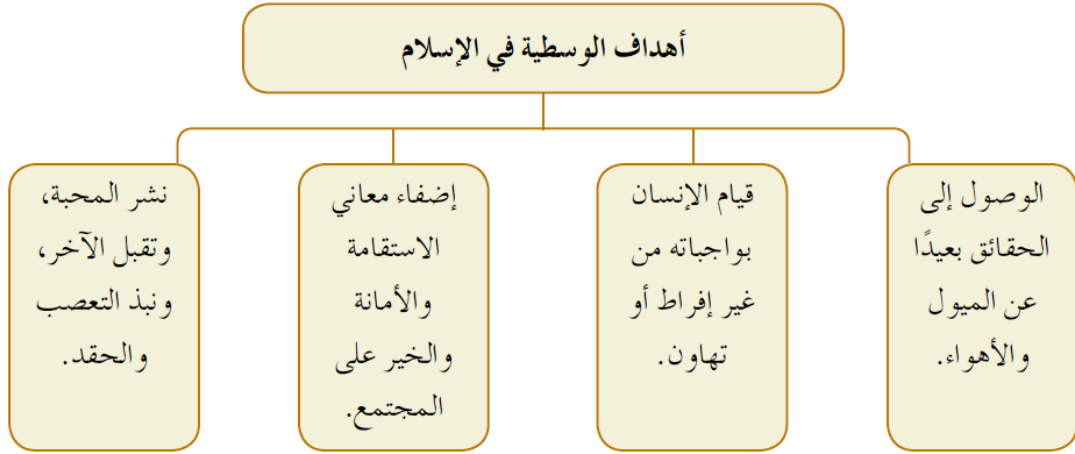 أهداف الوسطية في الإسلام
الوصول إلى
الحقائق بعيدًا
عن الميول
والأهواء.
قيام الإنسان
بواجباته من
غير إفراط أو
تهاون.
إضفاء معاني
الاستقامة
والأمانة
والخير على
المجتمع.
نشر المحبة،
وتقبل الآخر،
ونبذ التعصب
والحقد.